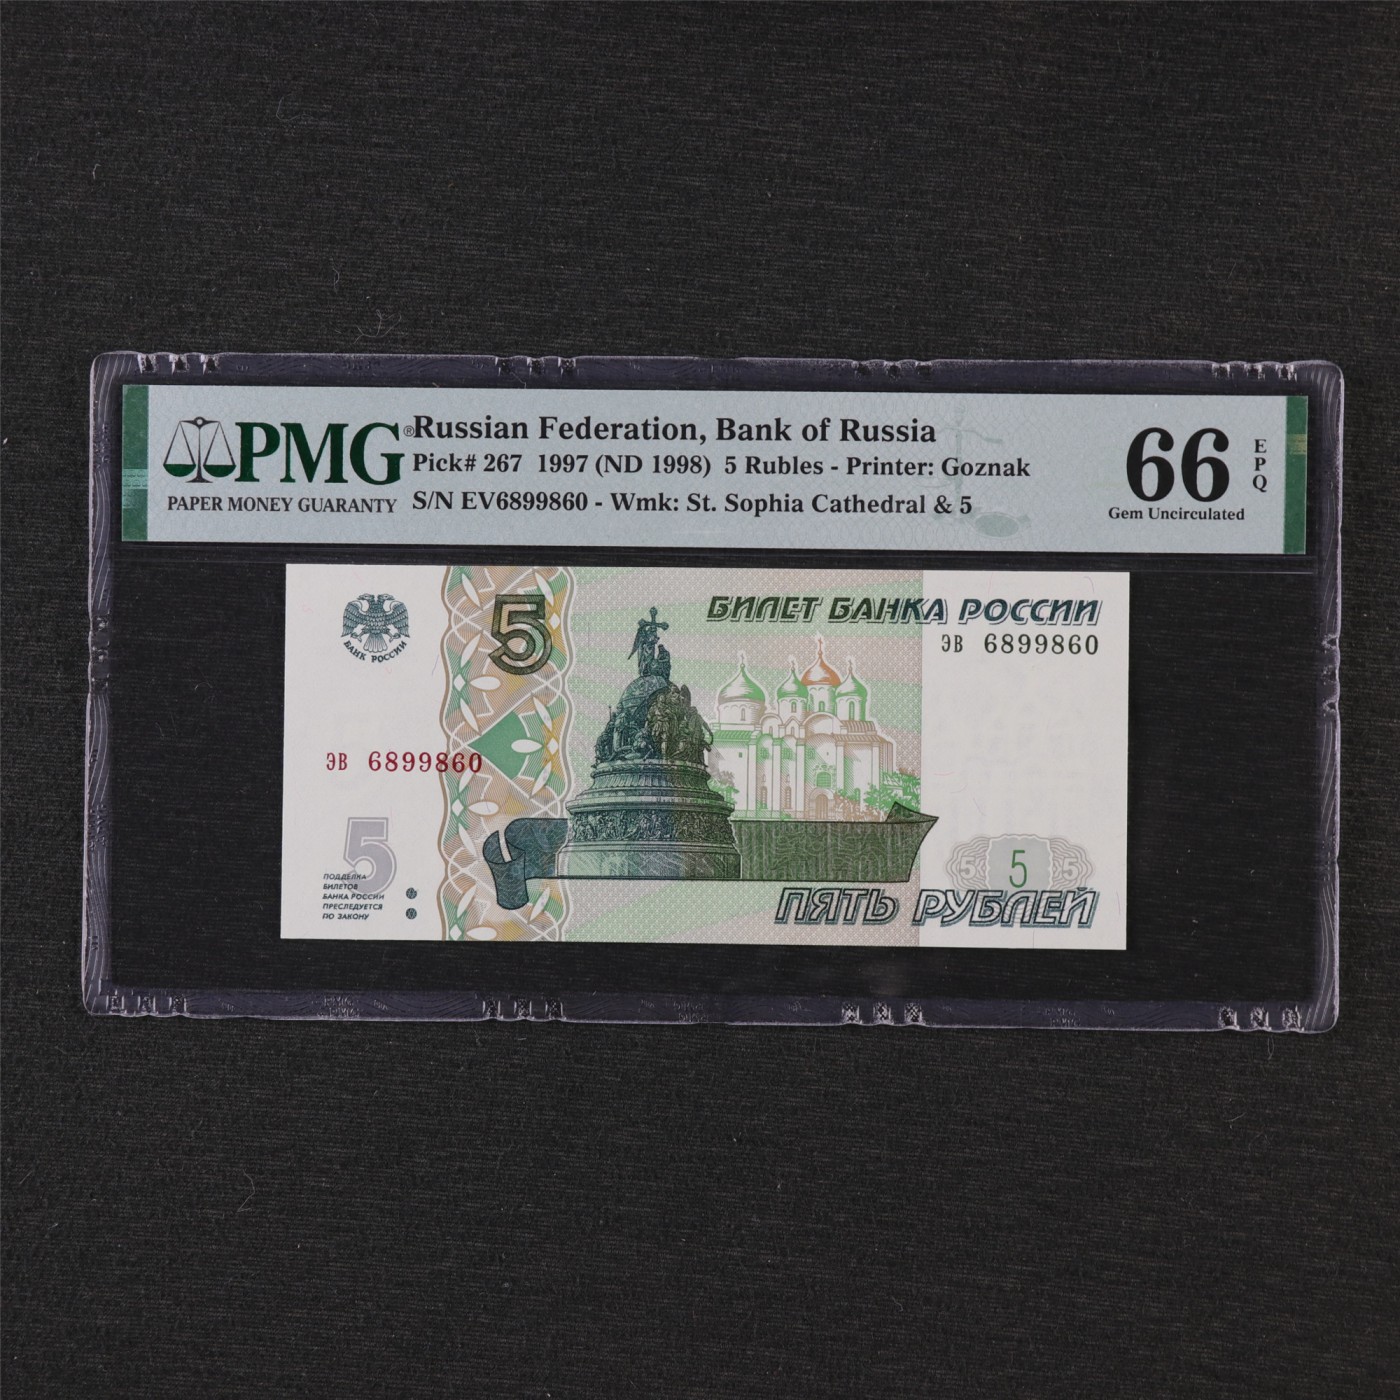 PMG®
PAPER MONEY GUARANTY
Russian Federation, Bank of Russia
Pick# 267 1997 (ND 1998) 5 Rubles - Printer: Goznak
S/N EV6899860 - Wmk: St. Sophia Cathedral & 5
66
EPQ
Gem Uncirculated
БАНК РОССИИ
5
БИЛЕТ БАНКА РОССИИ
ЭВ 6899860
ЭВ 6899860
5
ПОДДЕЛКА
БИЛЕТОВ
БАНКА РОССИИ
ПРЕСЛЕДУЕТСЯ
ПО ЗАКОНУ
5 5 5
ПЯТЬ РУБЛЕЙ